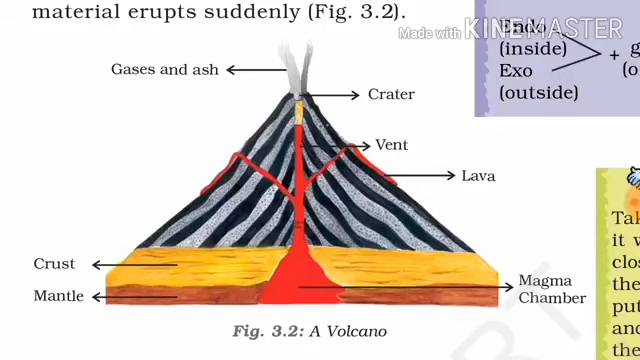 material erupts suddenly (Fig. 3.2).
Made with KINEMASTER
Endo
(inside)
Exo
(outside)
+ g
(o
Gases and ash
Crater
Vent
Lava
Crust
Mantle
Magma
Chamber
Fig. 3.2: A Volcano
Tak
it w
clos
the
put
and
the